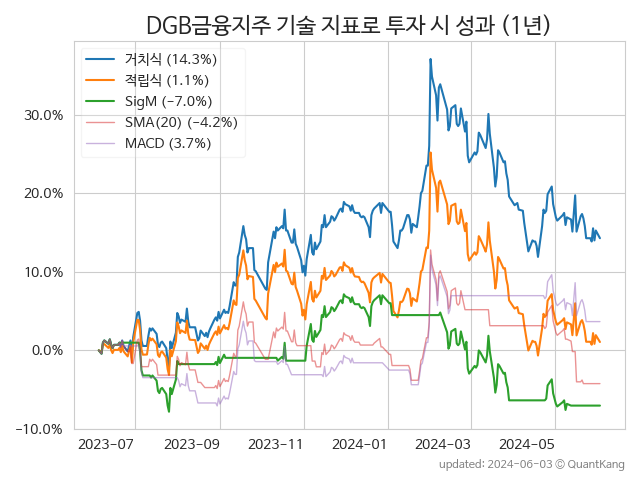 DGB금융지주 기술 지표로 투자 시 성과 (1년)
거치식 (14.3%)
적립식 (1.1%)
SigM (−7.0%)
SMA(20) (−4.2%)
MACD (3.7%)
30.0%
20.0%
10.0%
0.0%
−10.0%
2023-07 2023-09 2023-11 2024-01 2024-03 2024-05
updated: 2024-06-03 ⓒ QuantKang